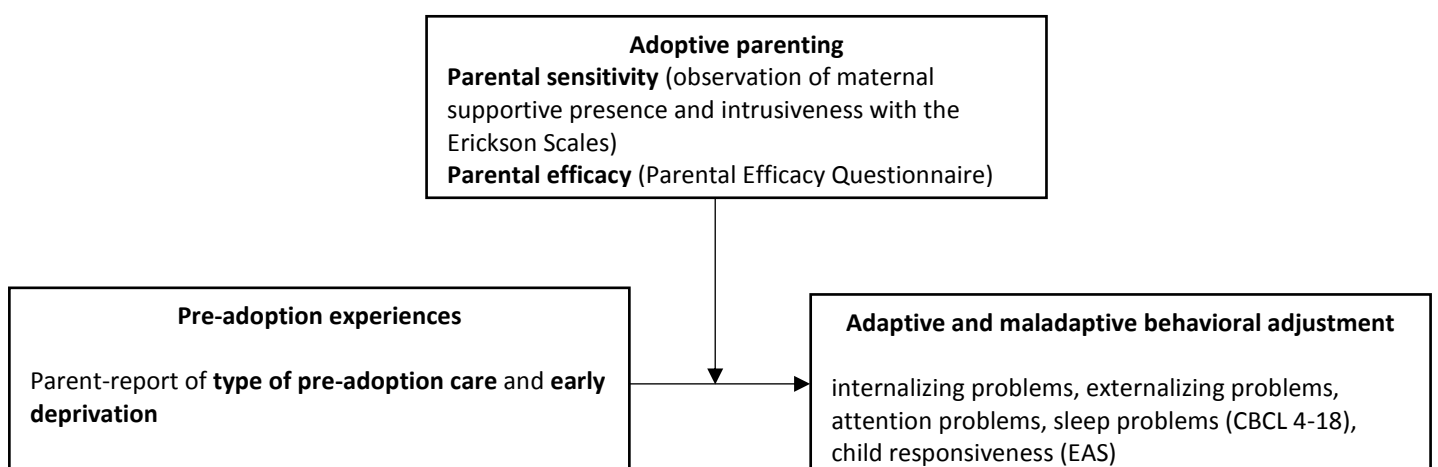 Adoptive parenting
Parental sensitivity (observation of maternal
supportive presence and intrusiveness with the
Erickson Scales)
Parental efficacy (Parental Efficacy Questionnaire)
Pre-adoption experiences
Parent-report of type of pre-adoption care and early
deprivation
Adaptive and maladaptive behavioral adjustment
internalizing problems, externalizing problems,
attention problems, sleep problems (CBCL 4-18),
child responsiveness (EAS)